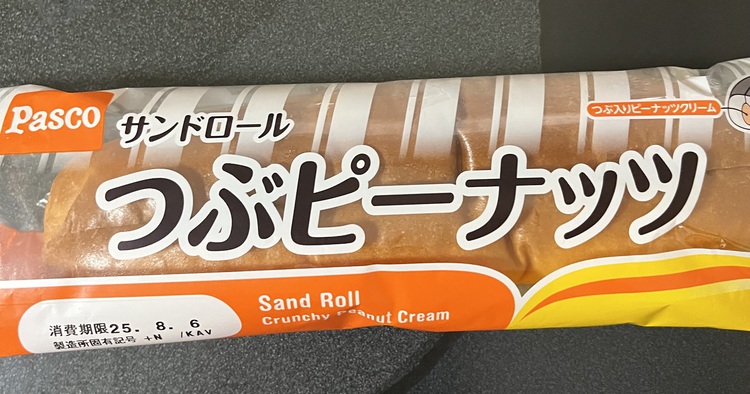 Pasco
サンドロール
つぶ入りピーナッツクリーム
つぶピーナッツ
Sand Roll
Crunchy Peanut Cream
消費期限25. 8. 6
製造所固有記号 +N /KAV